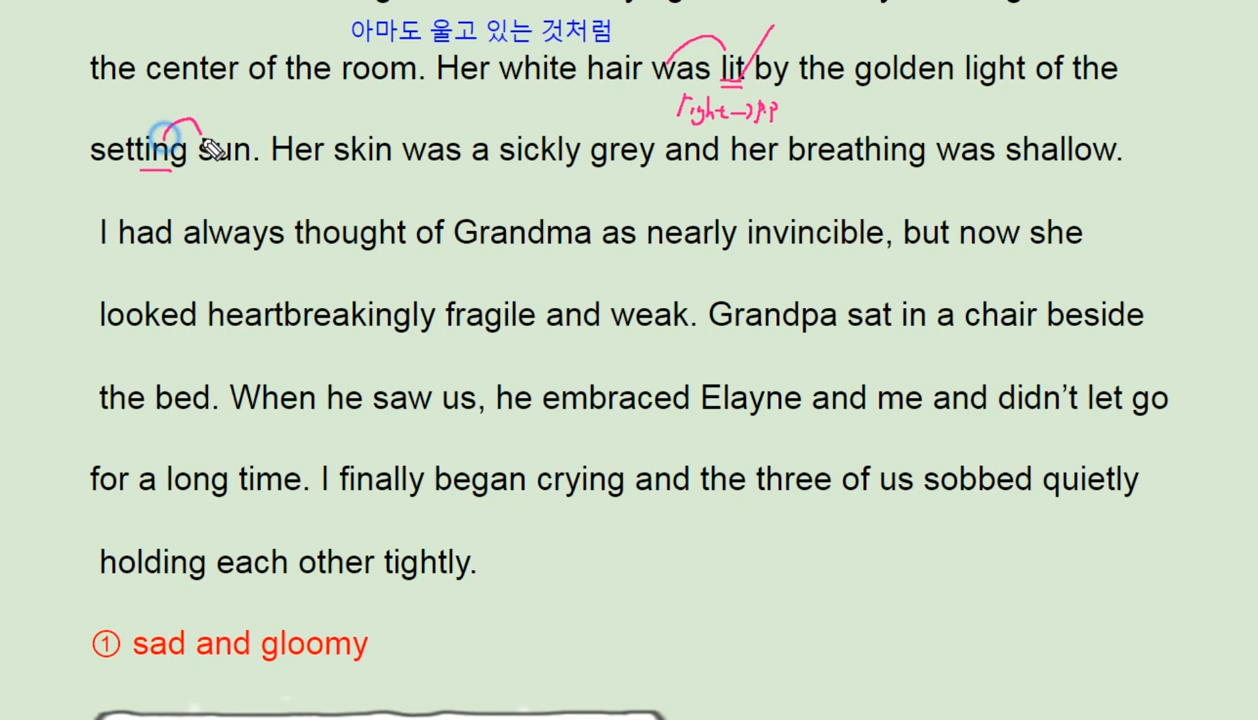 아마도 울고 있는 것처럼
the center of the room. Her white hair was lit by the golden light of the
right→pp
setting sun. Her skin was a sickly grey and her breathing was shallow.
I had always thought of Grandma as nearly invincible, but now she
looked heartbreakingly fragile and weak. Grandpa sat in a chair beside
the bed. When he saw us, he embraced Elayne and me and didn’t let go
for a long time. I finally began crying and the three of us sobbed quietly
holding each other tightly.
① sad and gloomy